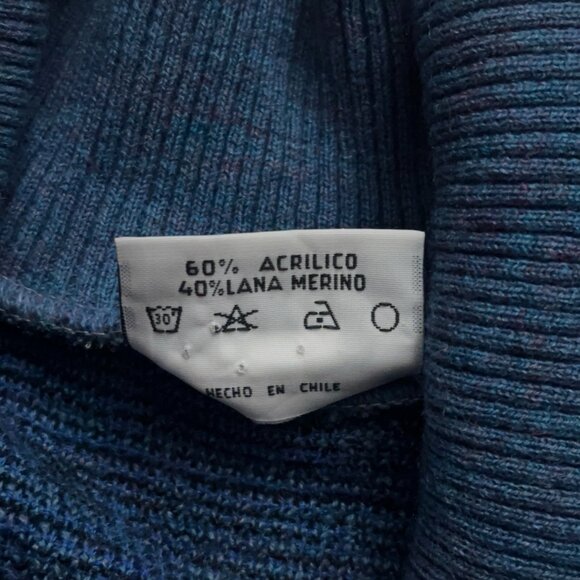 60% ACRILICO
40%LANA MERINO
30°
HECHO EN CHILE